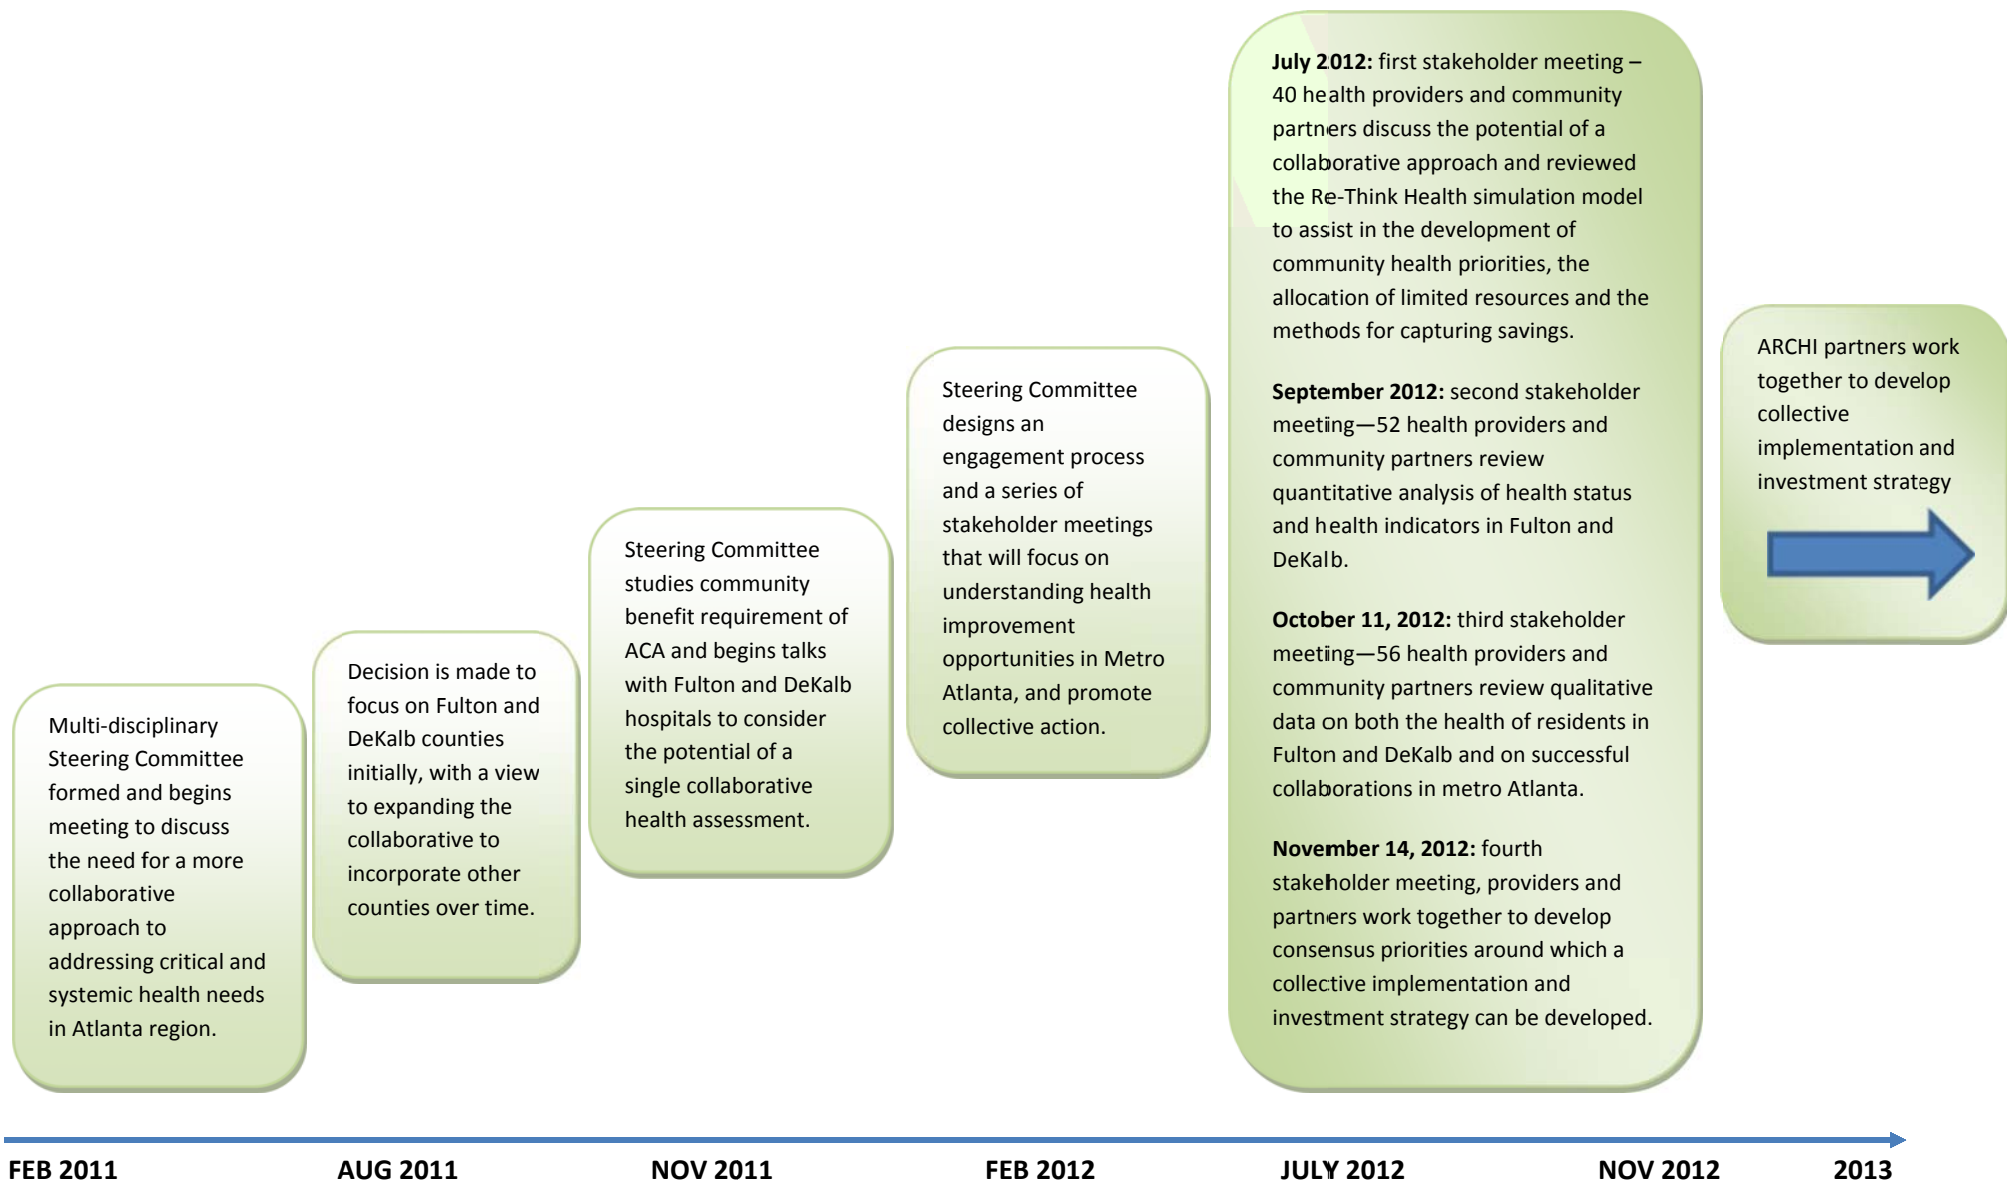 Multi-disciplinary
Steering Committee
formed and begins
meeting to discuss
the need for a more
collaborative
approach to
addressing critical and
systemic health needs
in Atlanta region.
Decision is made to
focus on Fulton and
DeKalb counties
initially, with a view
to expanding the
collaborative to
incorporate other
counties over time.
Steering Committee
studies community
benefit requirement of
ACA and begins talks
with Fulton and DeKalb
hospitals to consider
the potential of a
single collaborative
health assessment.
Steering Committee
designs an
engagement process
and a series of
stakeholder meetings
that will focus on
understanding health
improvement
opportunities in Metro
Atlanta, and promote
collective action.
July 2012: first stakeholder meeting –
40 health providers and community
partners discuss the potential of a
collaborative approach and reviewed
the Re-Think Health simulation model
to assist in the development of
community health priorities, the
allocation of limited resources and the
methods for capturing savings.
September 2012: second stakeholder
meeting—52 health providers and
community partners review
quantitative analysis of health status
and health indicators in Fulton and
DeKalb.
October 11, 2012: third stakeholder
meeting—56 health providers and
community partners review qualitative
data on both the health of residents in
Fulton and DeKalb and on successful
collaborations in metro Atlanta.
November 14, 2012: fourth
stakeholder meeting, providers and
partners work together to develop
consensus priorities around which a
collective implementation and
investment strategy can be developed.
ARCHI partners work
together to develop
collective
implementation and
investment strategy
FEB 2011 AUG 2011 NOV 2011 FEB 2012 JULY 2012 NOV 2012 2013